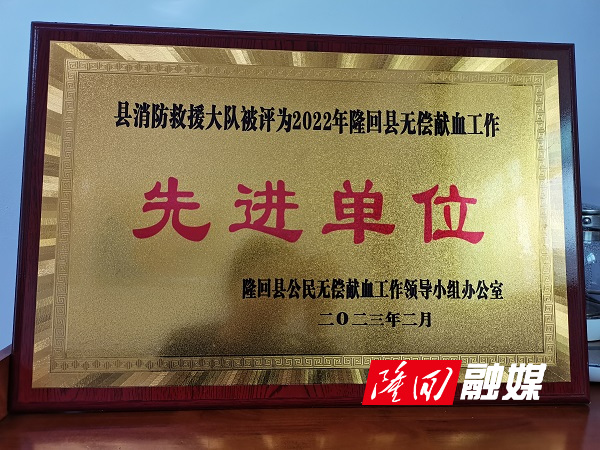 县消防救援大队被评为2022年隆回县无偿献血工作
先进单位
隆回县公民无偿献血工作领导小组办公室
二〇二三年二月
隆回融媒